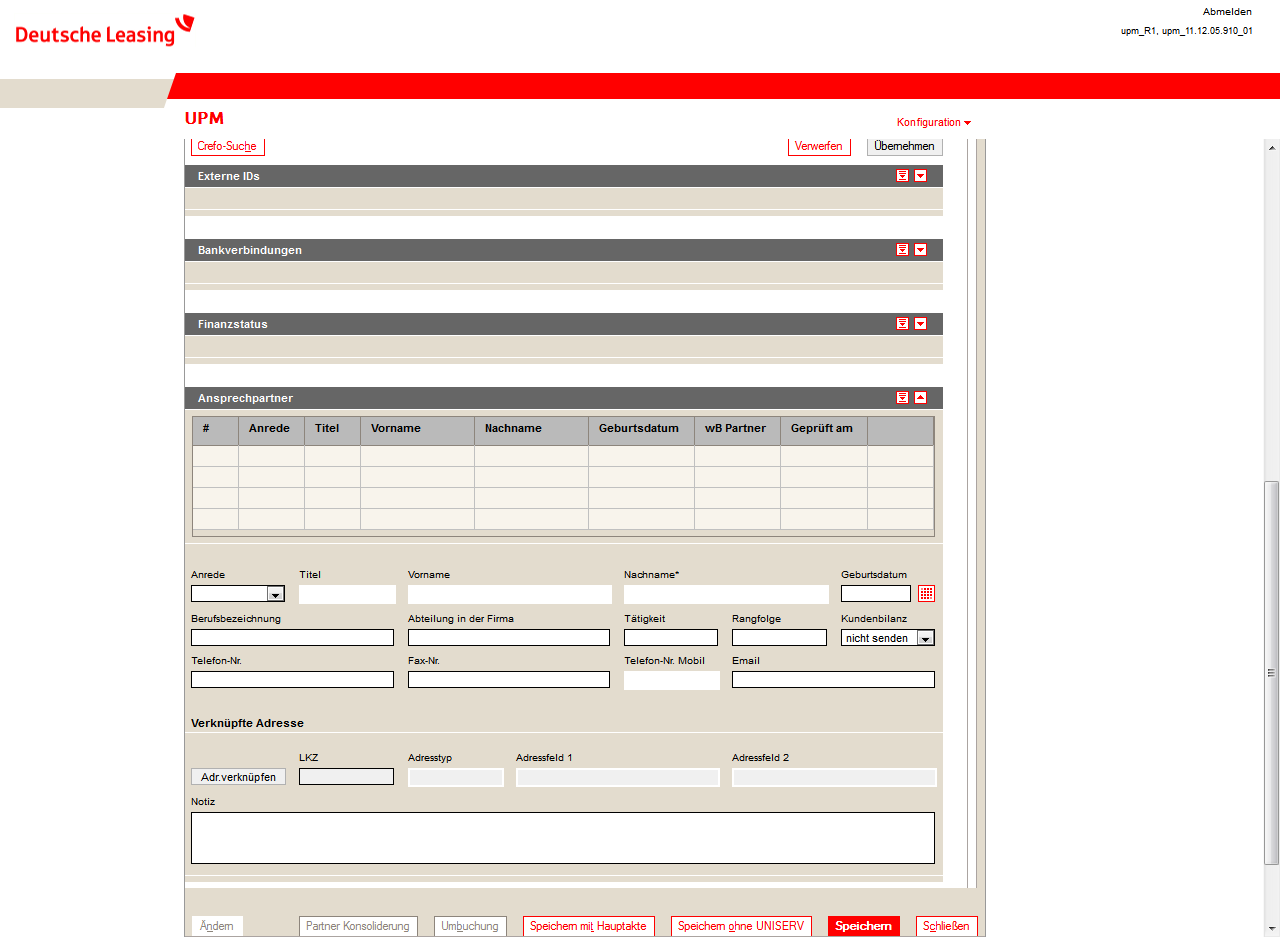 Deutsche Leasing
Abmelden
upm_R1, upm_11.12.05.910_01
UPM
Konfiguration
Crefo-Suche Verwerfen Übernehmen
Externe IDs
Bankverbindungen
Finanzstatus
Ansprechpartner
# Anrede Titel Vorname Nachname Geburtsdatum wB Partner Geprüft am
Anrede Titel Vorname Nachname* Geburtsdatum
Berufsbezeichnung Abteilung in der Firma Tätigkeit Rangfolge Kundenbilanz
nicht senden
Telefon-Nr. Fax-Nr. Telefon-Nr. Mobil Email
Verknüpfte Adresse
LKZ Adresstyp Adressfeld 1 Adressfeld 2
Adr.verknüpfen
Notiz
Ändern Partner Konsolidierung Umbuchung Speichern mit Hauptakte Speichern ohne UNISERV Speichern Schließen